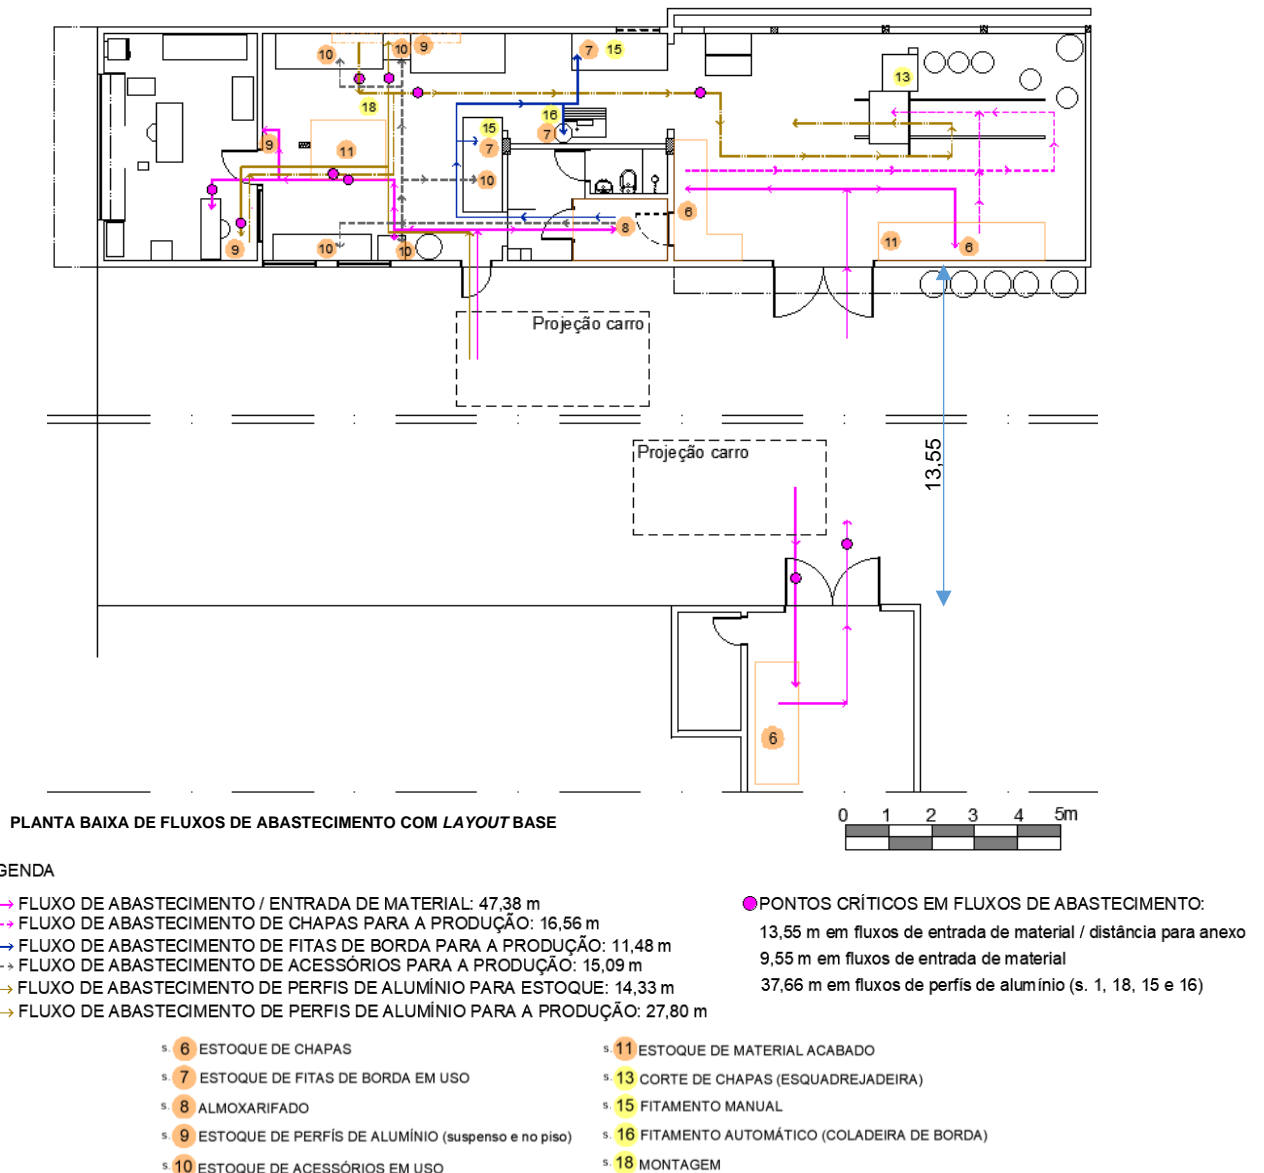 10
10
9
7
15
13
18
16
15
7
9
11
7
10
6
8
11
6
10
10
9
Projeção carro
Projeção carro
13,55
6
PLANTA BAIXA DE FLUXOS DE ABASTECIMENTO COM LAYOUT BASE
0 1 2 3 4 5m
GENDA
FLUXO DE ABASTECIMENTO / ENTRADA DE MATERIAL: 47,38 m
FLUXO DE ABASTECIMENTO DE CHAPAS PARA A PRODUÇÃO: 16,56 m
FLUXO DE ABASTECIMENTO DE FITAS DE BORDA PARA A PRODUÇÃO: 11,48 m
FLUXO DE ABASTECIMENTO DE ACESSÓRIOS PARA A PRODUÇÃO: 15,09 m
FLUXO DE ABASTECIMENTO DE PERFIS DE ALUMÍNIO PARA ESTOQUE: 14,33 m
FLUXO DE ABASTECIMENTO DE PERFIS DE ALUMÍNIO PARA A PRODUÇÃO: 27,80 m
PONTOS CRÍTICOS EM FLUXOS DE ABASTECIMENTO:
13,55 m em fluxos de entrada de material / distância para anexo
9,55 m em fluxos de entrada de material
37,66 m em fluxos de perfís de alumínio (s. 1, 18, 15 e 16)
s. 6 ESTOQUE DE CHAPAS
s. 7 ESTOQUE DE FITAS DE BORDA EM USO
s. 8 ALMOXARIFADO
s. 9 ESTOQUE DE PERFÍS DE ALUMÍNIO (suspenso e no piso)
s. 10 ESTOQUE DE ACESSÓRIOS EM USO
s. 11 ESTOQUE DE MATERIAL ACABADO
s. 13 CORTE DE CHAPAS (ESQUADREJADEIRA)
s. 15 FITAMENTO MANUAL
s. 16 FITAMENTO AUTOMÁTICO (COLADEIRA DE BORDA)
s. 18 MONTAGEM